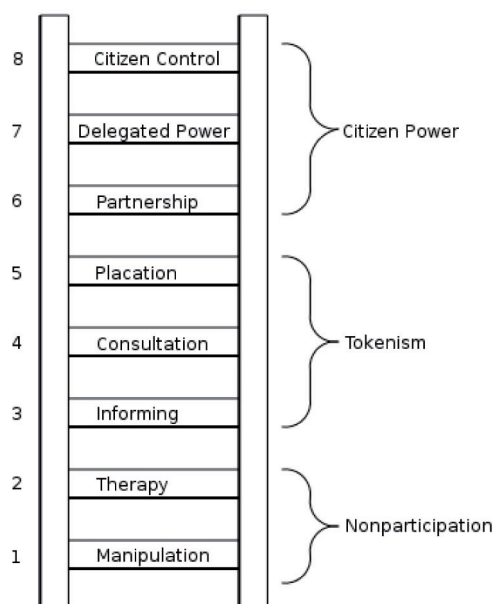 8 Citizen Control
7 Delegated Power Citizen Power
6 Partnership
5 Placation
4 Consultation Tokenism
3 Informing
2 Therapy
Nonparticipation
1 Manipulation